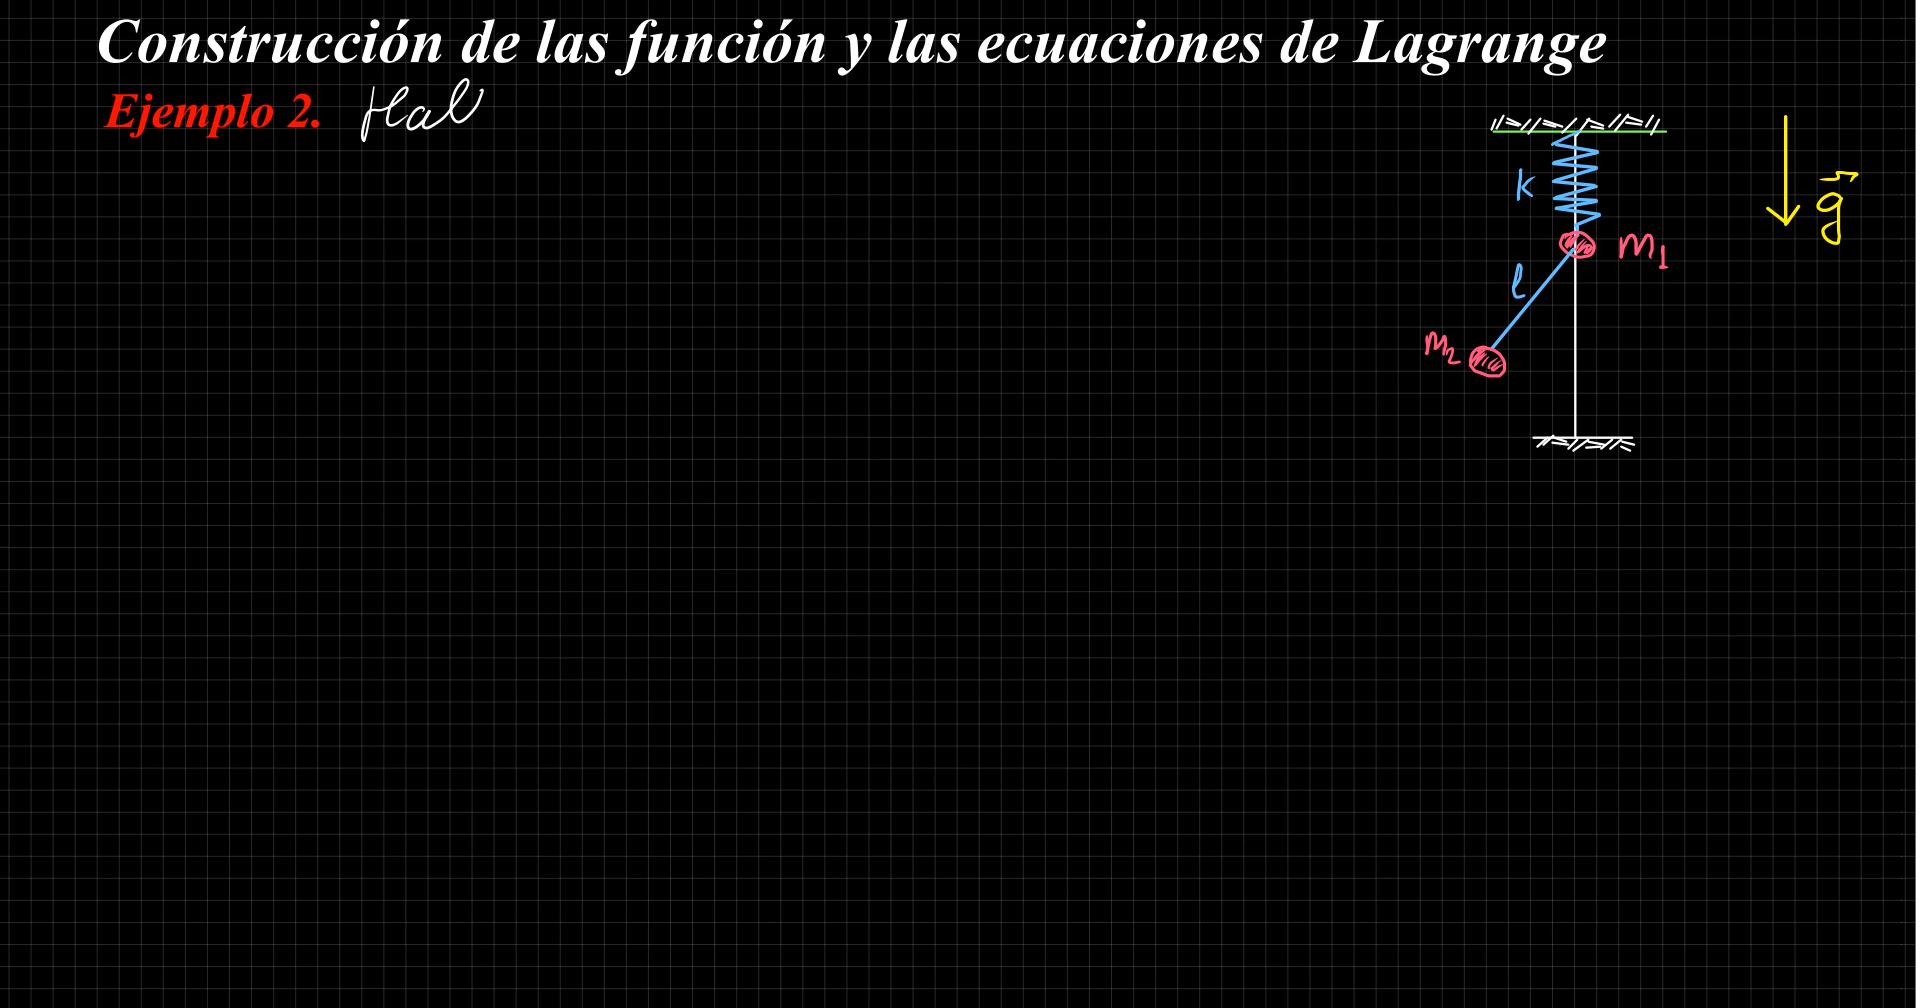 Construcción de las función y las ecuaciones de Lagrange
Ejemplo 2. Hal
k
g
m1
l
m2